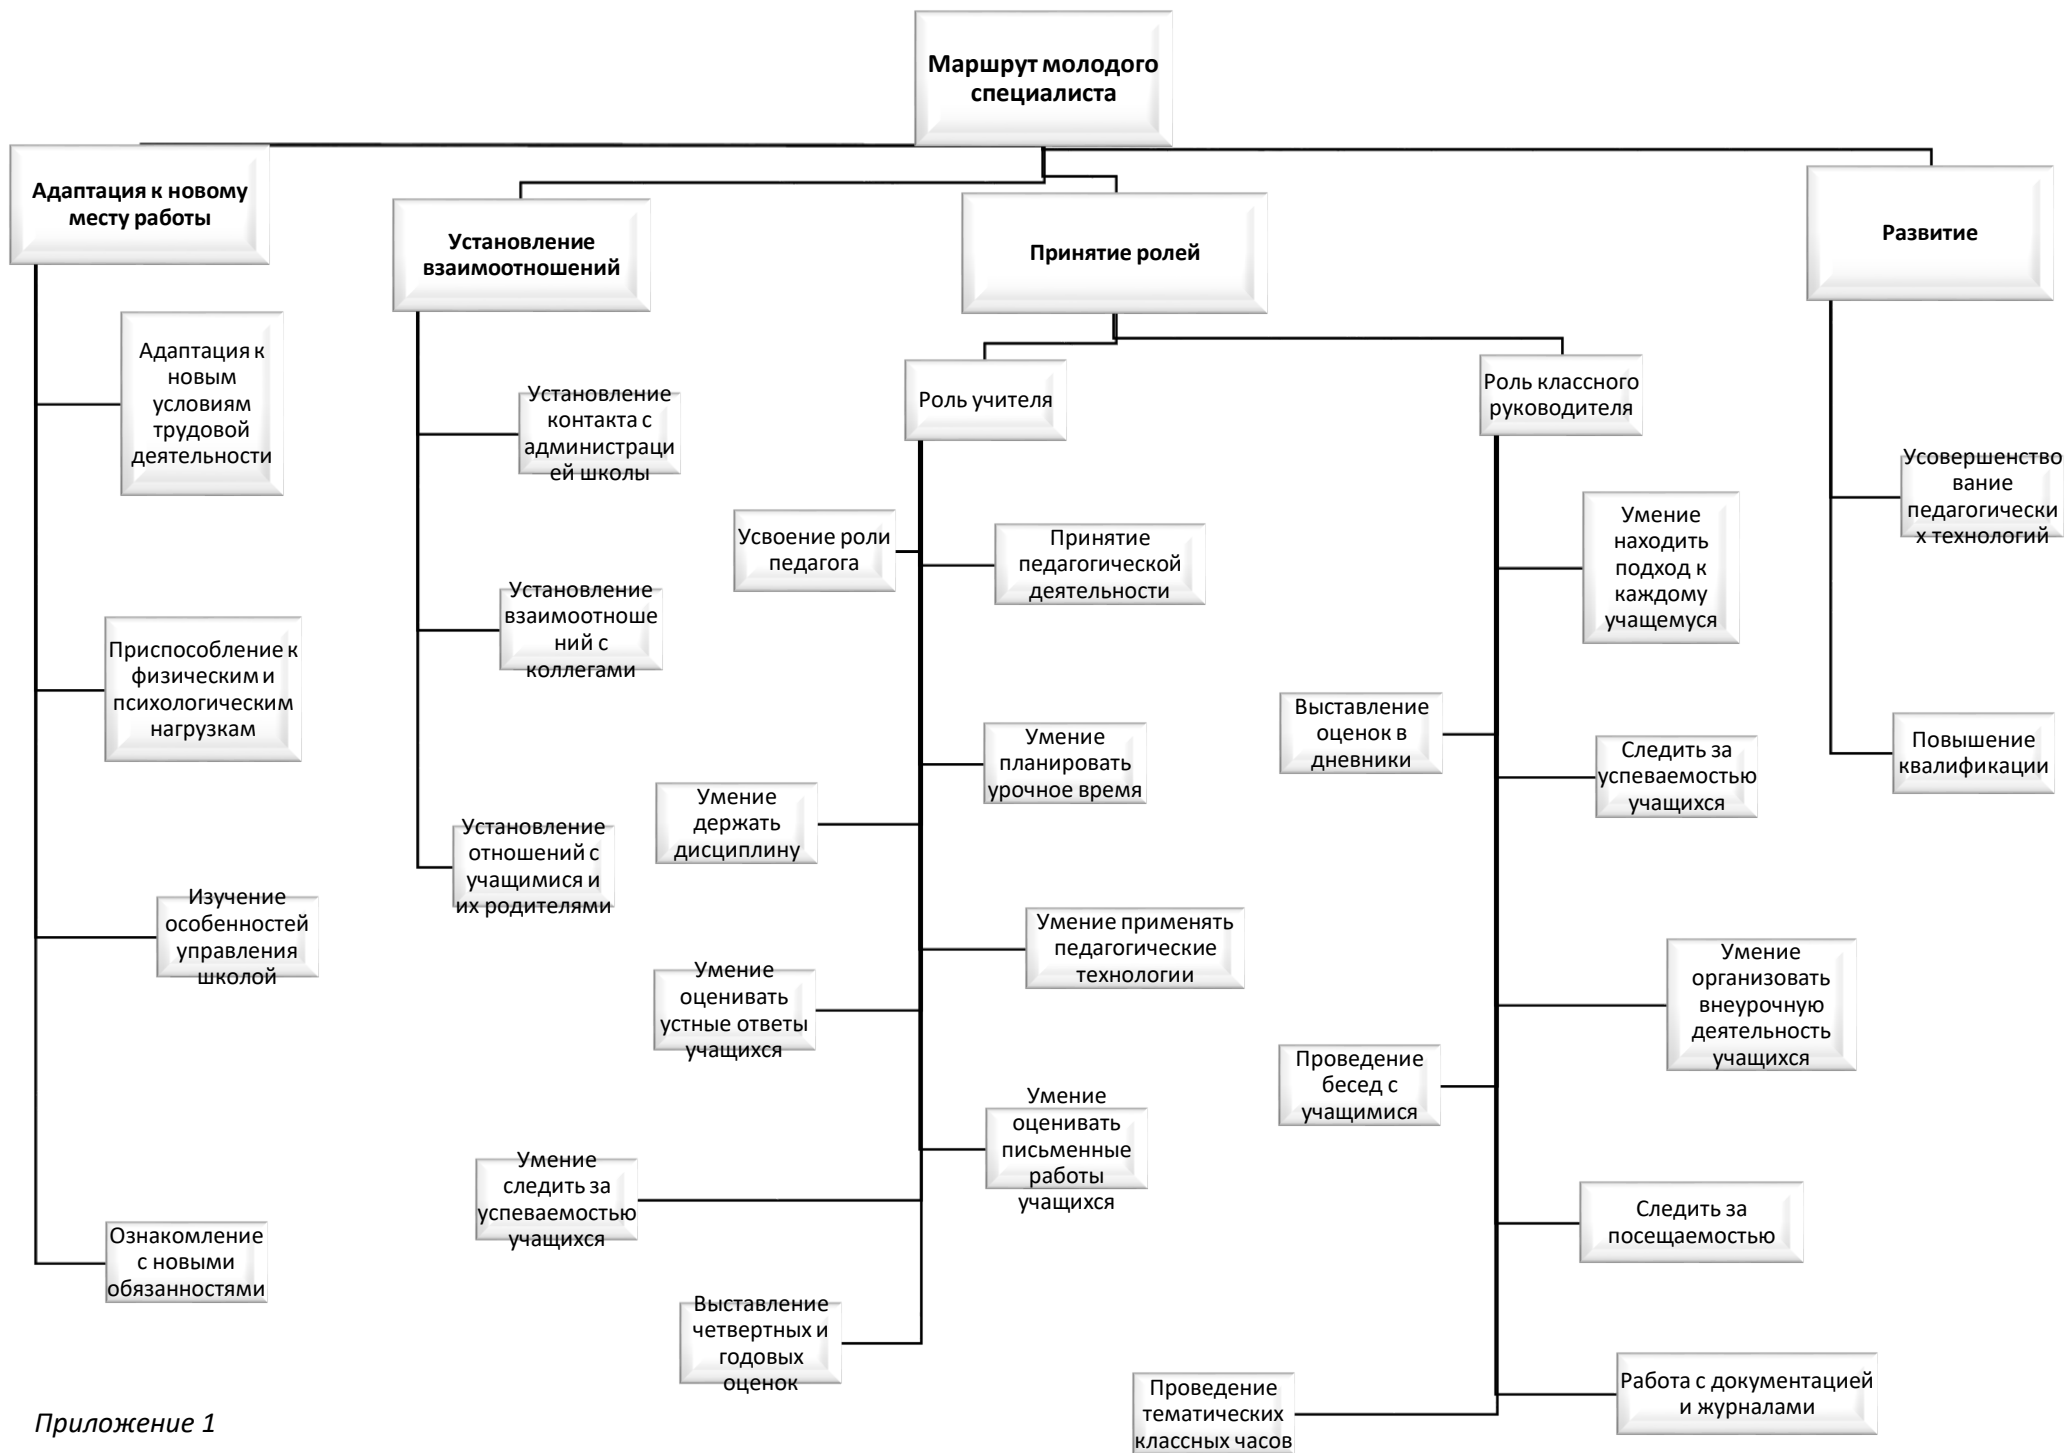 Маршрут молодого
специалиста
Адаптация к новому
месту работы
Адаптация к
новым
условиям
трудовой
деятельности
Приспособление к
физическим и
психологическим
нагрузкам
Изучение
особенностей
управления
школой
Ознакомление
с новыми
обязанностями
Установление
взаимоотношений
Установление
контакта с
администраци
ей школы
Установление
взаимоотноше
ний с
коллегами
Установление
отношений с
учащимися и
их родителями
Принятие ролей
Роль учителя
Усвоение роли
педагога
Принятие
педагогической
деятельности
Умение
планировать
урочное время
Умение
держать
дисциплину
Умение применять
педагогические
технологии
Умение
оценивать
устные ответы
учащихся
Умение
оценивать
письменные
работы
учащихся
Умение
следить за
успеваемостью
учащихся
Выставление
четвертных и
годовых
оценок
Роль классного
руководителя
Умение
находить
подход к
каждому
учащемуся
Выставление
оценок в
дневники
Следить за
успеваемостью
учащихся
Умение
организовать
внеурочную
деятельность
учащихся
Проведение
бесед с
учащимися
Следить за
посещаемостью
Работа с документацией
и журналами
Проведение
тематических
классных часов
Развитие
Усовершенство
вание
педагогически
х технологий
Повышение
квалификации
Приложение 1